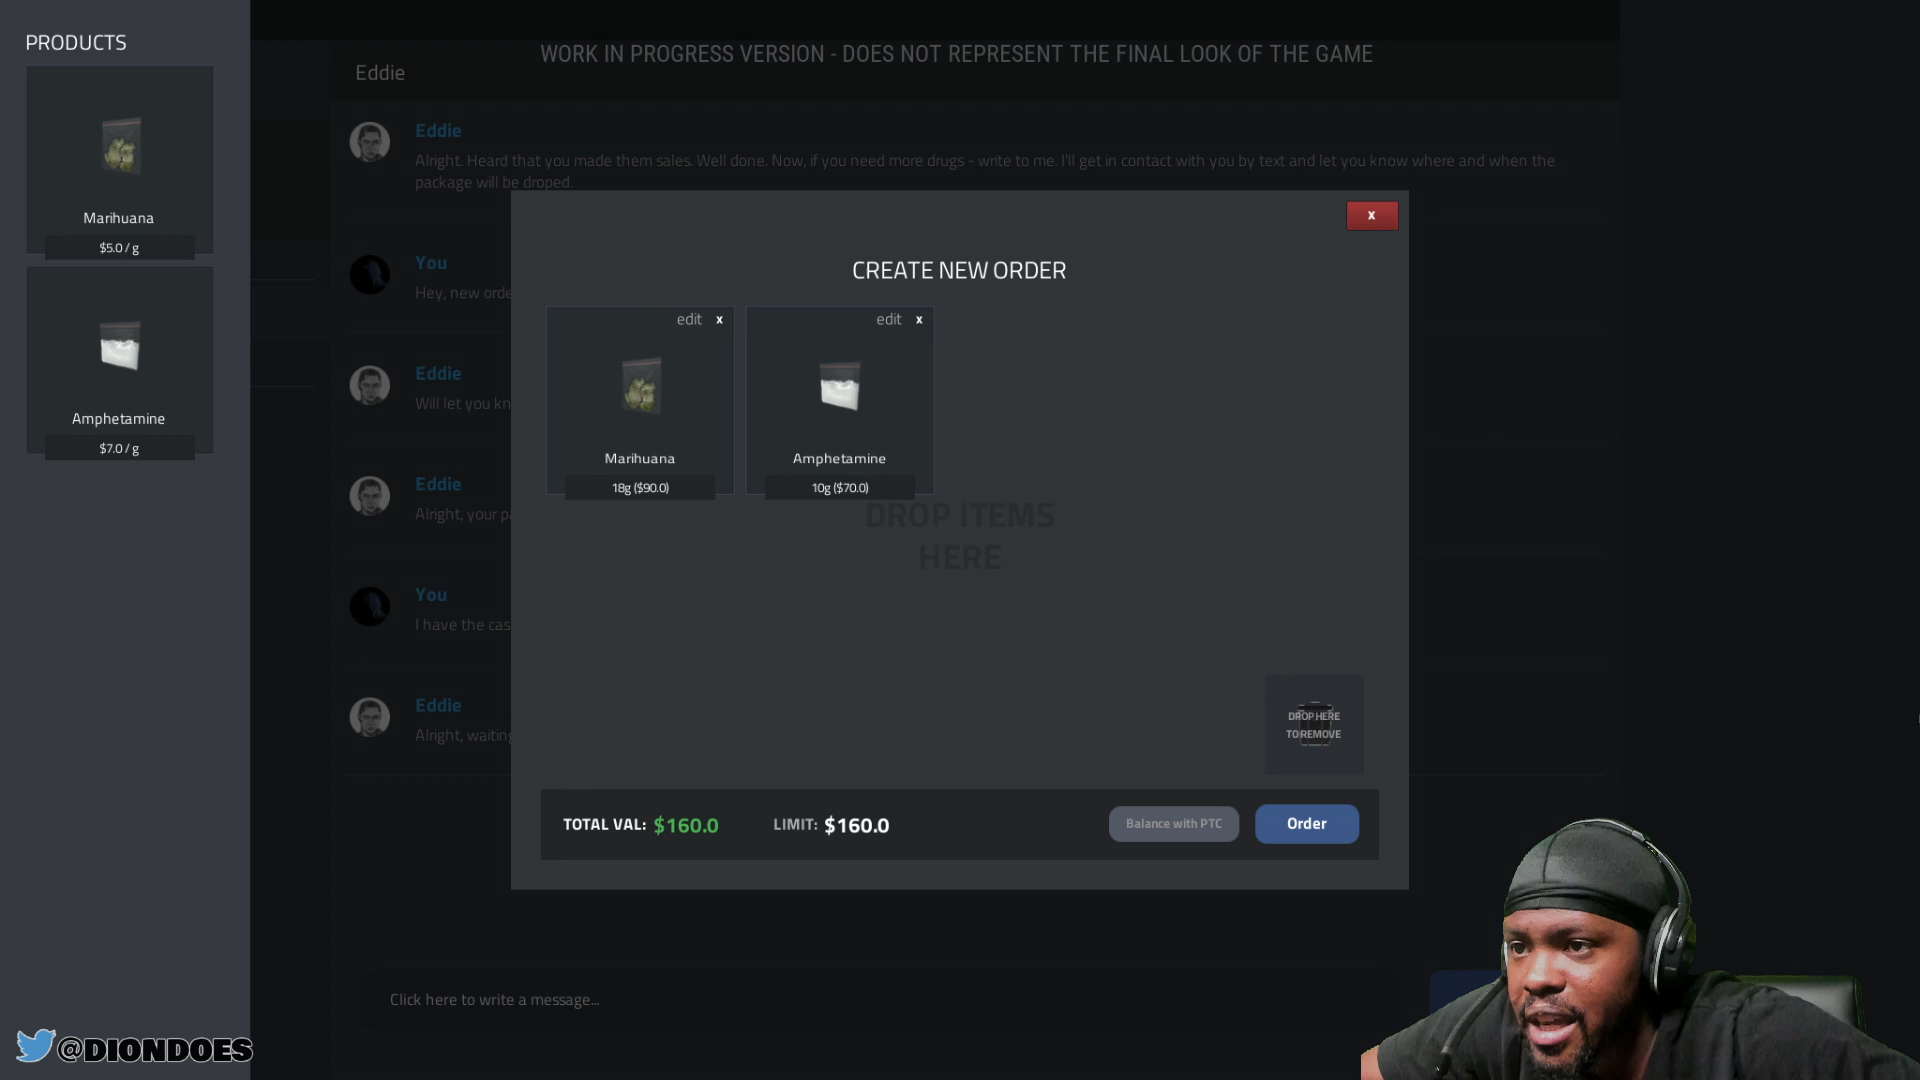 PRODUCTS
Marihuana
$5.0 / g
Amphetamine
$7.0 / g
WORK IN PROGRESS VERSION - DOES NOT REPRESENT THE FINAL LOOK OF THE GAME
Eddie
Eddie
Alright. Heard that you made them sales. Well done. Now, if you need more drugs - write to me. I'll get in contact with you by text and let you know where and when the
package will be droped.
You
Hey, new orde
Eddie
Will let you kn
Eddie
Alright, your pa
You
I have the cas
Eddie
Alright, waiting
x
CREATE NEW ORDER
edit x
Marihuana
18g ($90.0)
edit x
Amphetamine
10g ($70.0)
DROP ITEMS
HERE
DROP HERE
TO REMOVE
TOTAL VAL: $160.0 LIMIT: $160.0
Balance with PTC
Order
Click here to write a message...
@DIONDOES